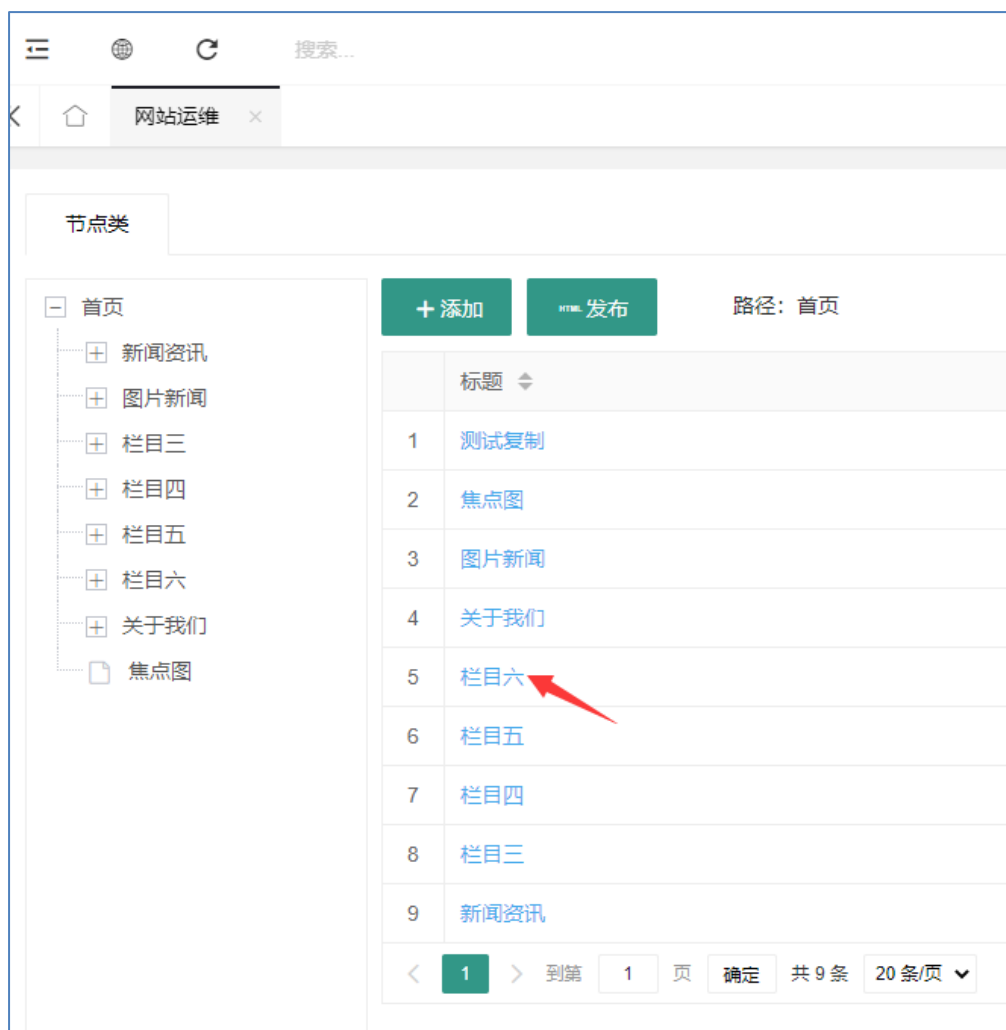 搜索...
网站运维
节点类
首页
新闻资讯
图片新闻
栏目三
栏目四
栏目五
栏目六
关于我们
焦点图
添加 HTML 发布 路径：首页
标题
1 测试复制
2 焦点图
3 图片新闻
4 关于我们
5 栏目六
6 栏目五
7 栏目四
8 栏目三
9 新闻资讯
1 到第 1 页 确定 共 9 条 20 条/页